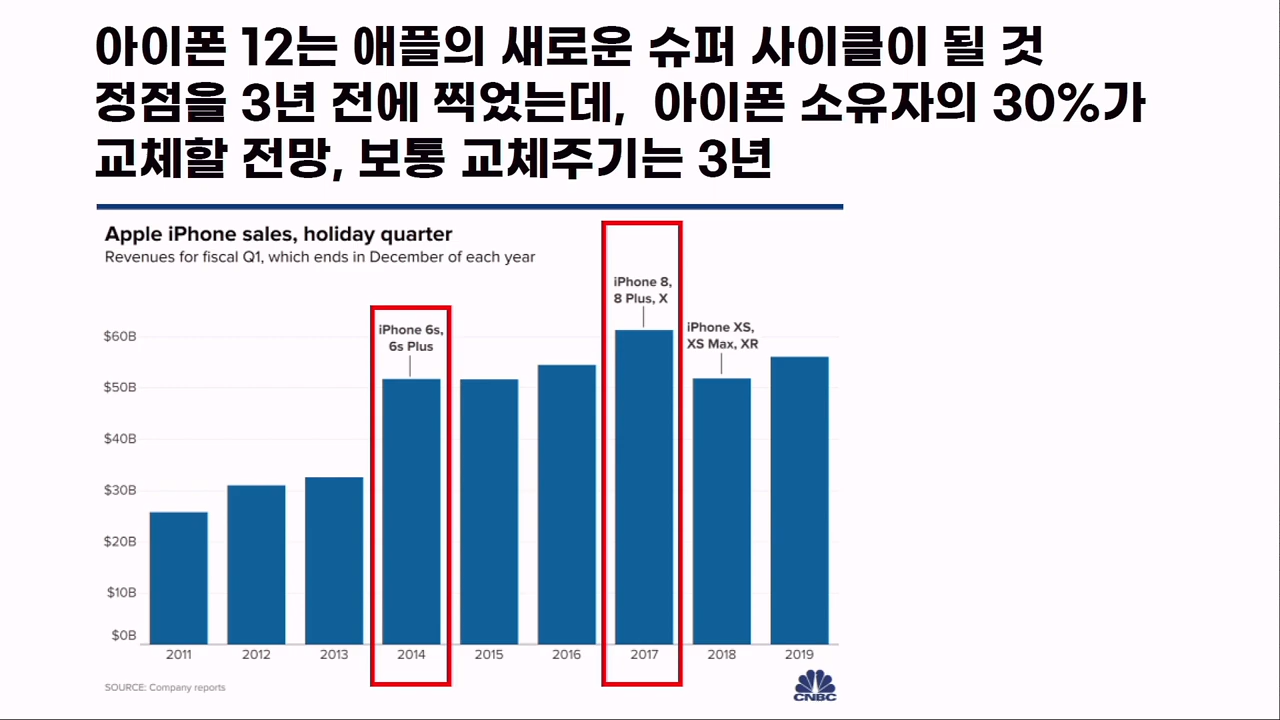 아이폰 12는 애플의 새로운 슈퍼 사이클이 될 것
정점을 3년 전에 찍었는데, 아이폰 소유자의 30%가
교체할 전망, 보통 교체주기는 3년
Apple iPhone sales, holiday quarter
Revenues for fiscal Q1, which ends in December of each year
iPhone 8,
8 Plus, X
iPhone 6s,
6s Plus
iPhone XS,
XS Max, XR
$60B
$50B
$40B
$30B
$20B
$10B
$0B
2011 2012 2013 2014 2015 2016 2017 2018 2019
SOURCE: Company reports
CNBC